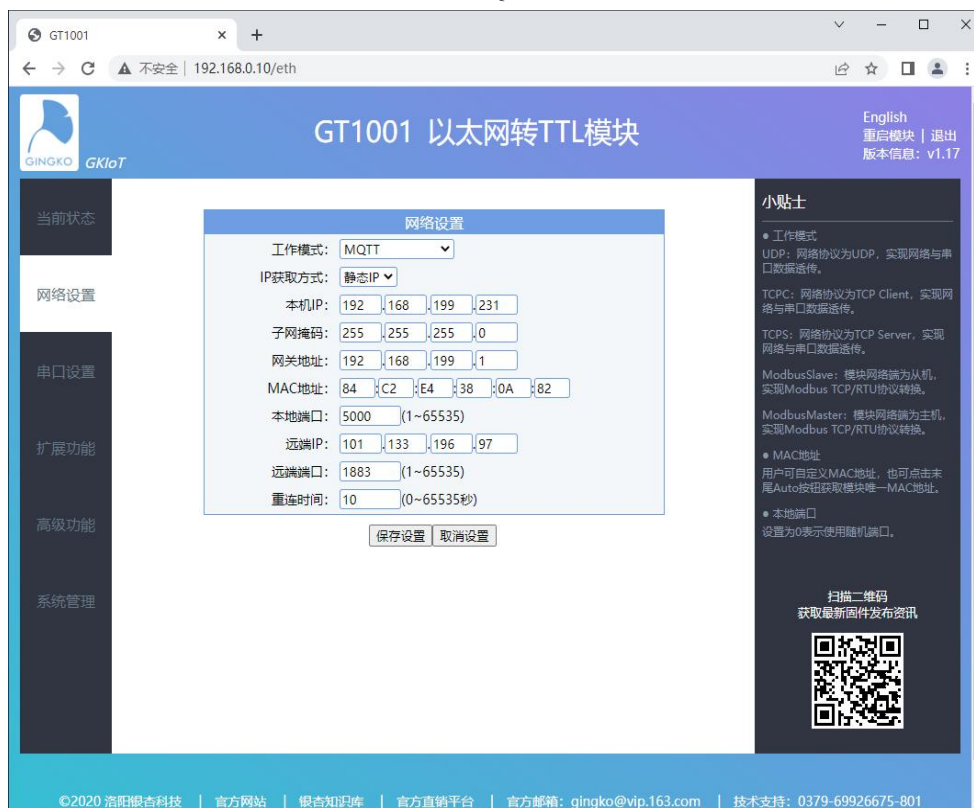 GT1001
不安全 | 192.168.0.10/eth
GINGKO GKIoT
GT1001 以太网转TTL模块
English
重启模块 | 退出
版本信息：v1.17
当前状态
网络设置
串口设置
扩展功能
高级功能
系统管理
网络设置
工作模式： MQTT
IP获取方式： 静态IP
本机IP： 192 .168 .199 .231
子网掩码： 255 .255 .255 .0
网关地址： 192 .168 .199 .1
MAC地址： 84 :C2 :E4 :38 :0A :82
本地端口： 5000 (1~65535)
远端IP： 101 .133 .196 .97
远端端口： 1883 (1~65535)
重连时间： 10 (0~65535秒)
保存设置 取消设置
小贴士
● 工作模式
UDP：网络协议为UDP，实现网络与串
口数据透传。
TCPC：网络协议为TCP Client，实现网
络与串口数据透传。
TCPS：网络协议为TCP Server，实现
网络与串口数据透传。
ModbusSlave：模块网络端为从机，
实现Modbus TCP/RTU协议转换。
ModbusMaster：模块网络端为主机，
实现Modbus TCP/RTU协议转换。
● MAC地址
用户可自定义MAC地址，也可点击末
尾Auto按钮获取模块唯一MAC地址。
● 本地端口
设置为0表示使用随机端口。
扫描二维码
获取最新固件发布资讯
©2020 洛阳银杏科技 | 官方网站 | 银杏知识库 | 官方直销平台 | 官方邮箱：gingko@vip.163.com | 技术支持：0379-69926675-801